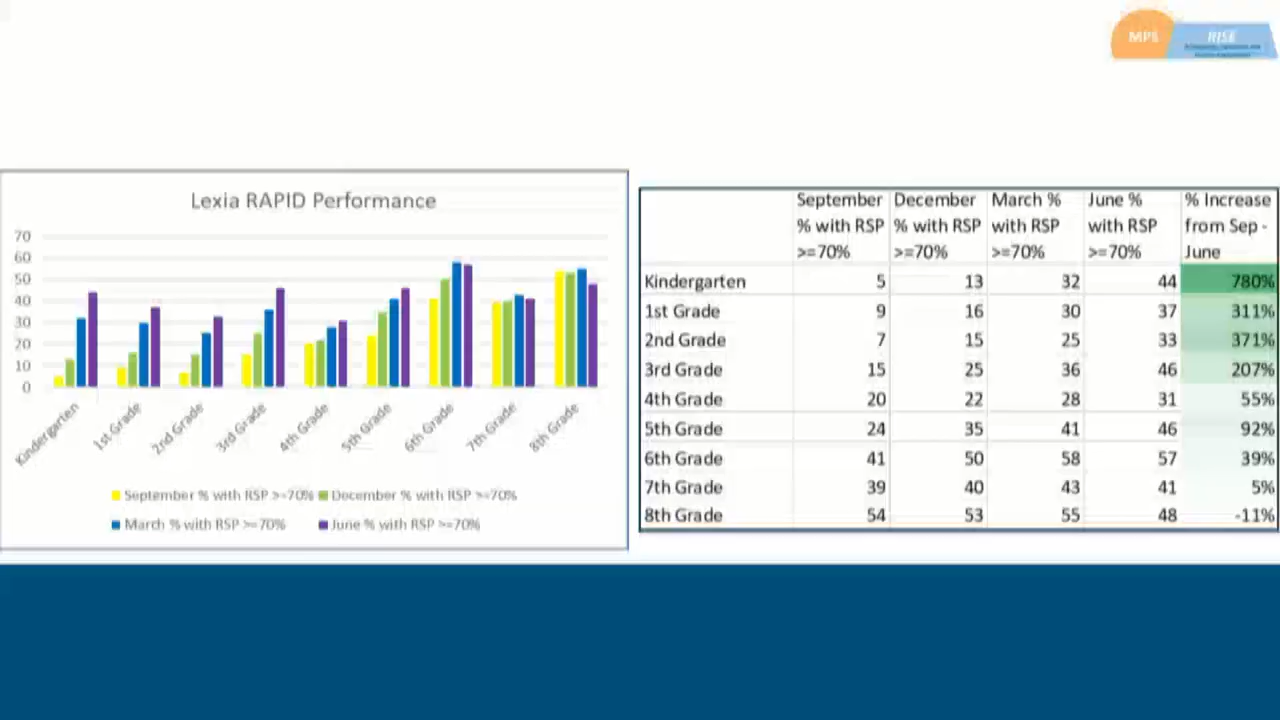 MPS
RISE
Lexia RAPID Performance
70
60
50
40
30
20
10
0
Kindergarten
1st Grade
2nd Grade
3rd Grade
4th Grade
5th Grade
6th Grade
7th Grade
8th Grade
September % with RSP >=70% December % with RSP >=70%
March % with RSP >=70% June % with RSP >=70%
September December March % June % % Increase
% with RSP % with RSP with RSP with RSP from Sep -
>=70% >=70% >=70% >=70% June
Kindergarten 5 13 32 44 780%
1st Grade 9 16 30 37 311%
2nd Grade 7 15 25 33 371%
3rd Grade 15 25 36 46 207%
4th Grade 20 22 28 31 55%
5th Grade 24 35 41 46 92%
6th Grade 41 50 58 57 39%
7th Grade 39 40 43 41 5%
8th Grade 54 53 55 48 -11%